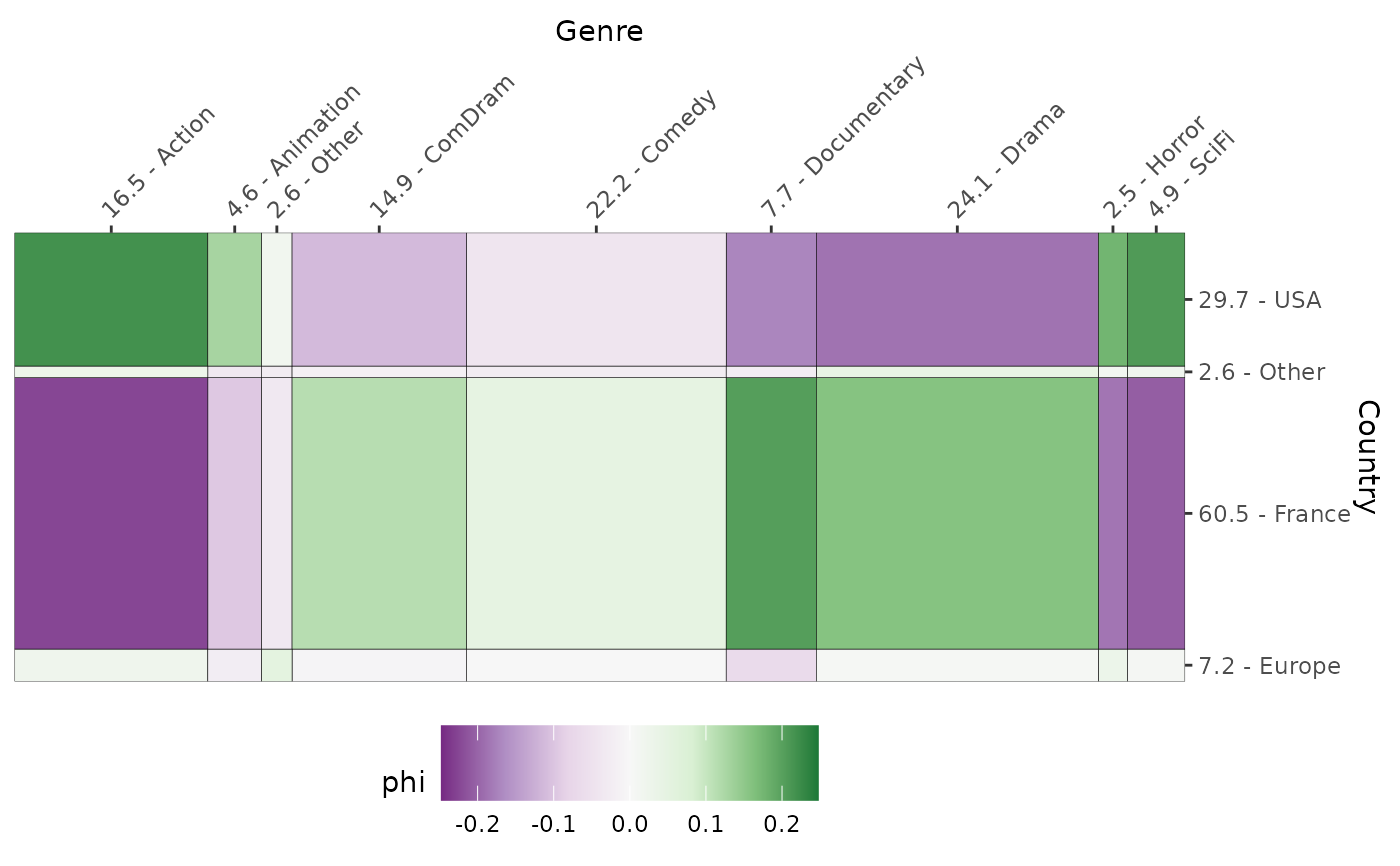 Genre
16.5 - Action
4.6 - Animation
2.6 - Other
14.9 - ComDram
22.2 - Comedy
7.7 - Documentary
24.1 - Drama
2.5 - Horror
4.9 - SciFi
29.7 - USA
2.6 - Other
60.5 - France
7.2 - Europe
Country
phi
-0.2 -0.1 0.0 0.1 0.2